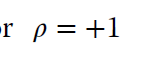 r ρ = +1